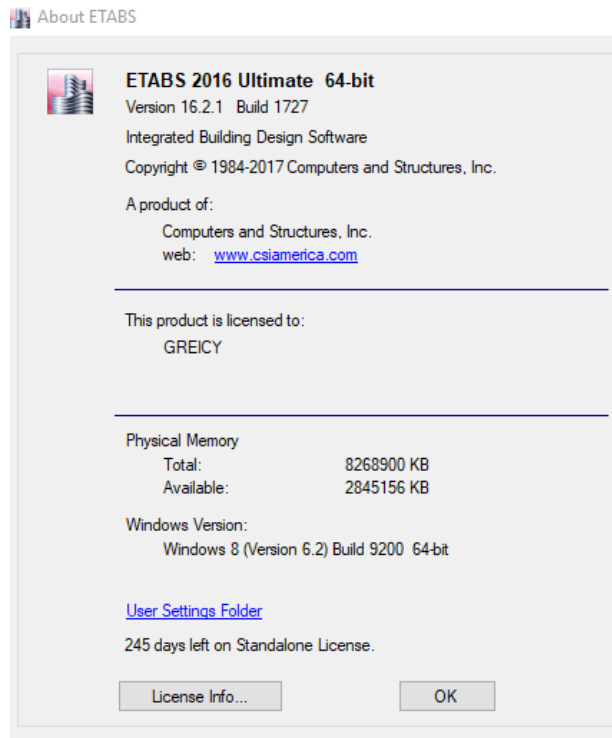 About ETABS
ETABS 2016 Ultimate 64-bit
Version 16.2.1 Build 1727
Integrated Building Design Software
Copyright © 1984-2017 Computers and Structures, Inc.
A product of:
Computers and Structures, Inc.
web: www.csiamerica.com
This product is licensed to:
GREICY
Physical Memory
Total: 8268900 KB
Available: 2845156 KB
Windows Version:
Windows 8 (Version 6.2) Build 9200 64-bit
User Settings Folder
245 days left on Standalone License.
License Info... OK